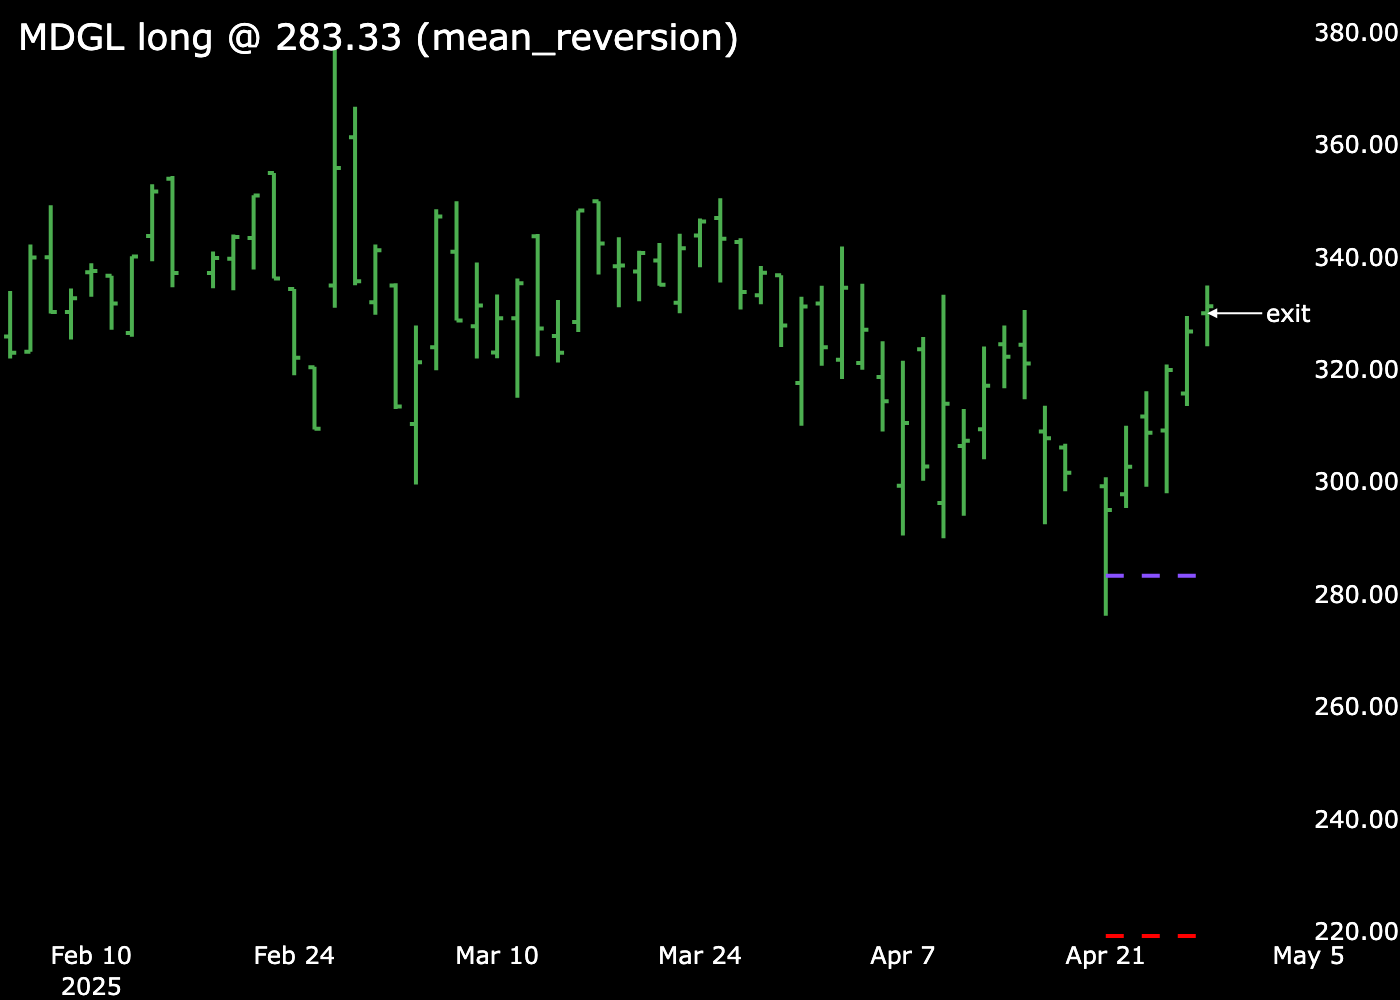 MDGL long @ 283.33 (mean_reversion)
380.00
360.00
340.00
exit
320.00
300.00
280.00
260.00
240.00
220.00
Feb 10
2025
Feb 24
Mar 10
Mar 24
Apr 7
Apr 21
May 5